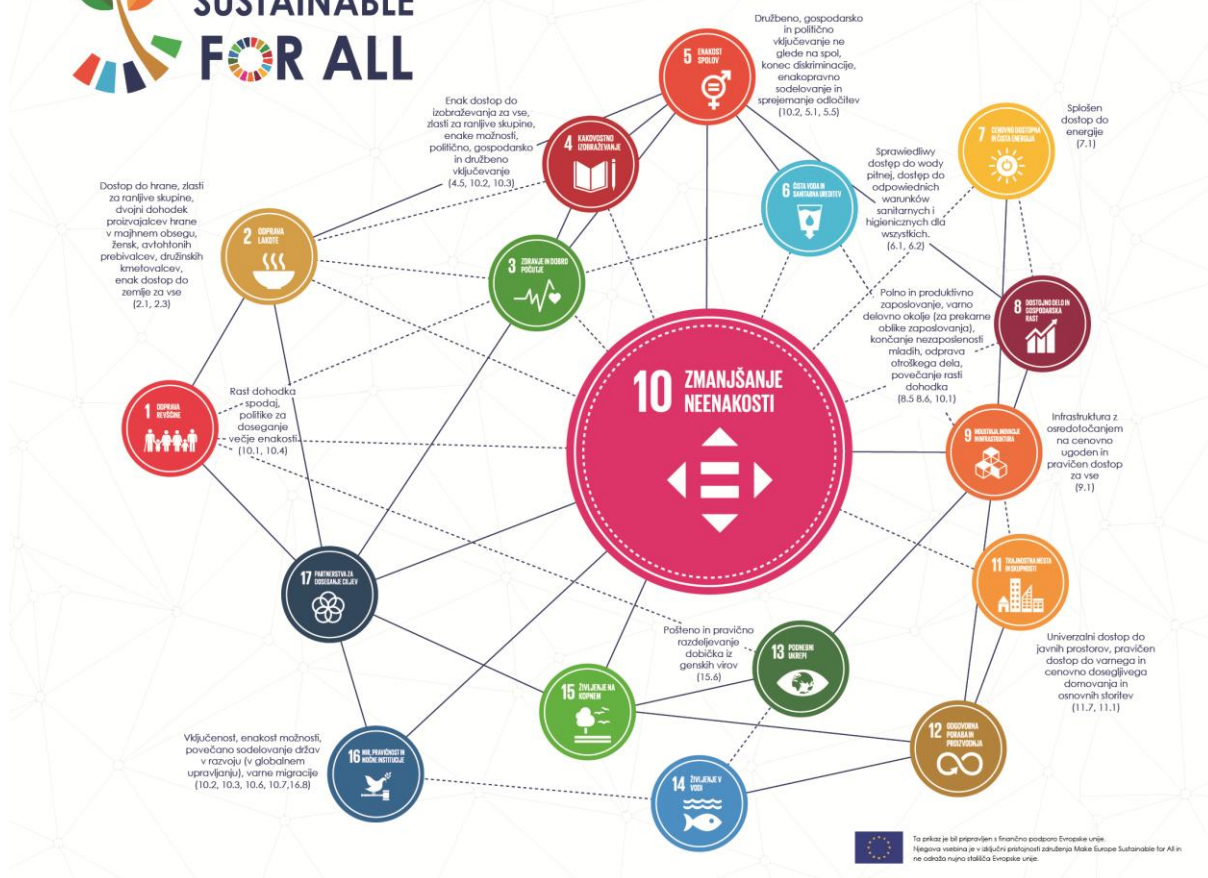 SUSTAINABLE
FOR ALL
5 ENAKOST
SPOLOV
Družbeno, gospodarsko
in politično
vključevanje ne
glede na spol,
konec diskriminacije,
enakopravno
sodelovanje in
sprejemanje odločitev
(10.2, 5.1, 5.5)
Enak dostop do
izobraževanja za vse,
zlasti za ranljive skupine,
enake možnosti,
politično, gospodarsko
in družbeno
vključevanje
(4.5, 10.2, 10.3)
4 KAKOVOSTNO
IZOBRAŽEVANJE
7 CENOVNO DOSTOPNA
IN ČISTA ENERGIJA
Splošen
dostop do
energije
(7.1)
6 ČISTA VODA IN
SANITARNA UREDITEV
Sprawiedliwy
dostęp do wody
pitnej, dostęp do
odpowiednich
warunków
sanitarnych i
higienicznych dla
wszystkich.
(6.1, 6.2)
Dostop do hrane, zlasti
za ranljive skupine,
dvojni dohodek
proizvajalcev hrane
v majhnem obsegu,
žensk, avtohtonih
prebivalcev, družinskih
kmetovalcev,
enak dostop do
zemlje za vse
(2.1, 2.3)
2 ODPRAVA
LAKOTE
3 ZDRAVJE IN DOBRO
POČUTJE
8 DOSTOJNO DELO IN
GOSPODARSKA
RAST
Polno in produktivno
zaposlovanje, varno
delovno okolje (za prekarne
oblike zaposlovanja),
končanje nezaposlenosti
mladih, odprava
otroškega dela,
povečanje rasti
dohodka
(8.5 8.6, 10.1)
10 ZMANJŠANJE
NEENAKOSTI
1 ODPRAVA
REVŠČINE
Rast dohodka
spodaj,
politike za
doseganje
večje enakosti
(10.1, 10.4)
9 INDUSTRIJA, INOVACIJE
IN INFRASTRUKTURA
Infrastruktura z
osredotočanjem
na cenovno
ugoden in
pravičen dostop
za vse
(9.1)
17 PARTNERSTVA ZA
DOSEGANJE CILJEV
11 TRAJNOSTNA MESTA
IN SKUPNOSTI
Univerzalni dostop do
javnih prostorov, pravičen
dostop do varnega in
cenovno dosegljivega
domovanja in
osnovnih storitev
(11.7, 11.1)
Pošteno in pravično
razdeljevanje
dobička iz
genskih virov
(15.6)
13 PODNEBNI
UKREPI
15 ŽIVLJENJE NA
KOPNEM
12 ODGOVORNA
PORABA IN
PROIZVODNJA
Vključenost, enakost možnosti,
povečano sodelovanje držav
v razvoju (v globalnem
upravljanju), varne migracije
(10.2, 10.3, 10.6, 10.7,16.8)
16 MIR, PRAVIČNOST IN
MOČNE INSTITUCIJE
14 ŽIVLJENJE V
VODI
Ta prikaz je bil pripravljen s finančno podporo Evropske unije.
Njegova vsebina je v izključni pristojnosti združenja Make Europe Sustainable for All in
ne odraža nujno stališča Evropske unije.